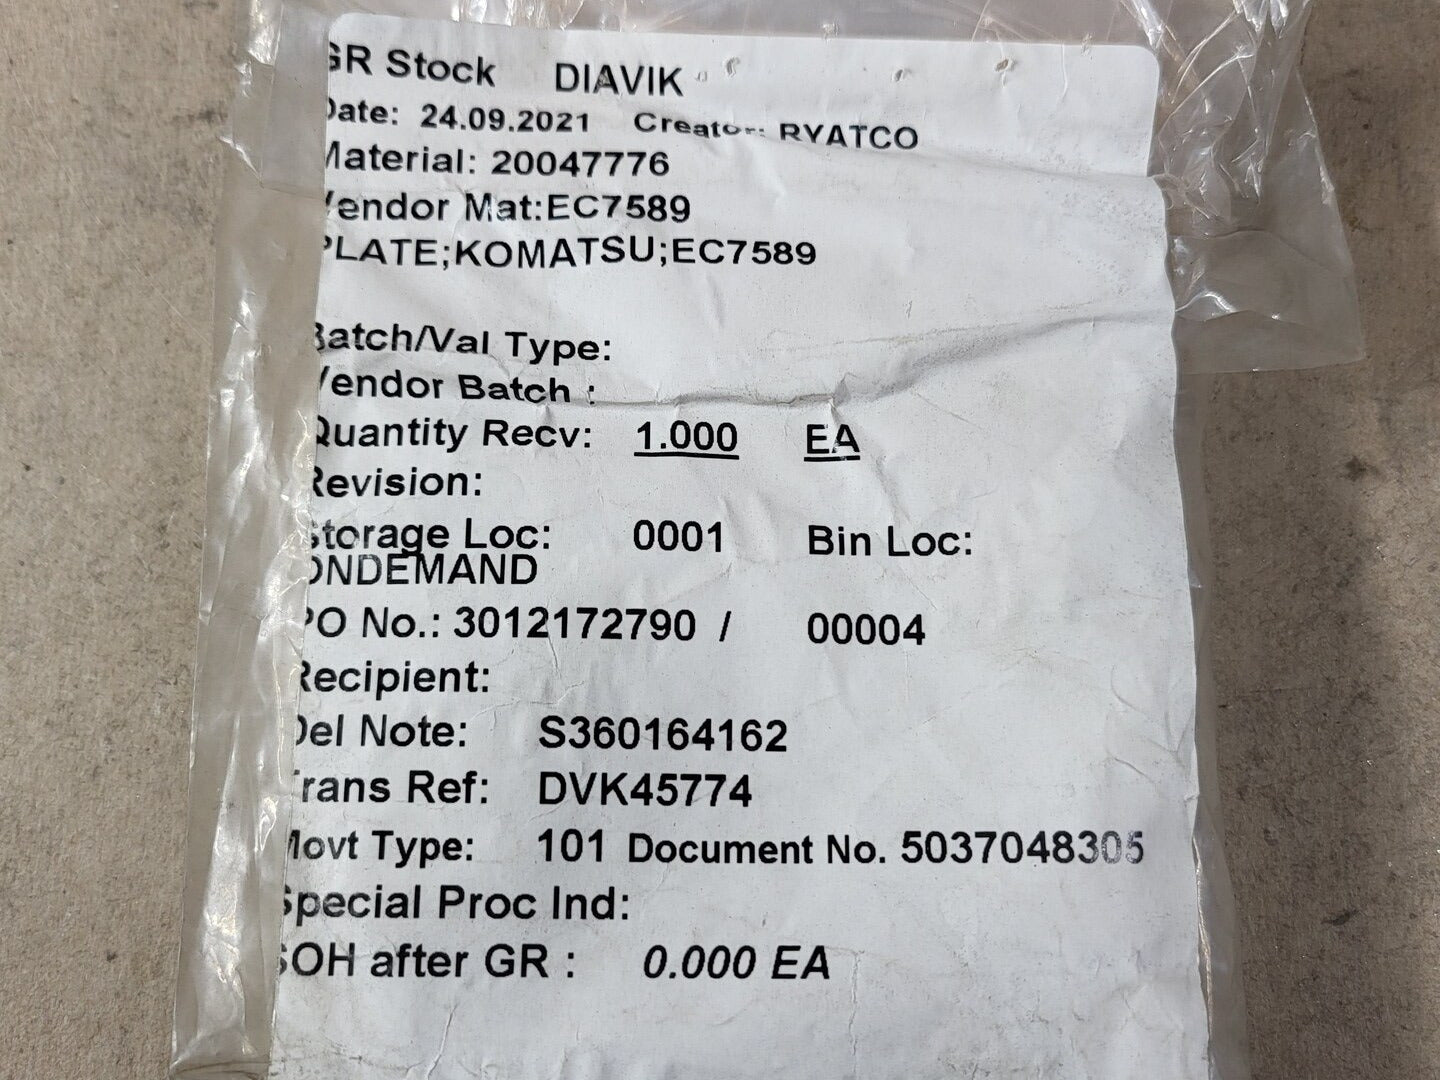 GR Stock DIAVIK
Date: 24.09.2021 Creator: RYATCO
Material: 20047776
Vendor Mat:EC7589
PLATE;KOMATSU;EC7589
Batch/Val Type:
Vendor Batch :
Quantity Recv: 1.000 EA
Revision:
Storage Loc: 0001 Bin Loc:
ONDEMAND
PO No.: 3012172790 / 00004
Recipient:
Del Note: S360164162
Trans Ref: DVK45774
Movt Type: 101 Document No. 5037048305
Special Proc Ind:
SOH after GR : 0.000 EA